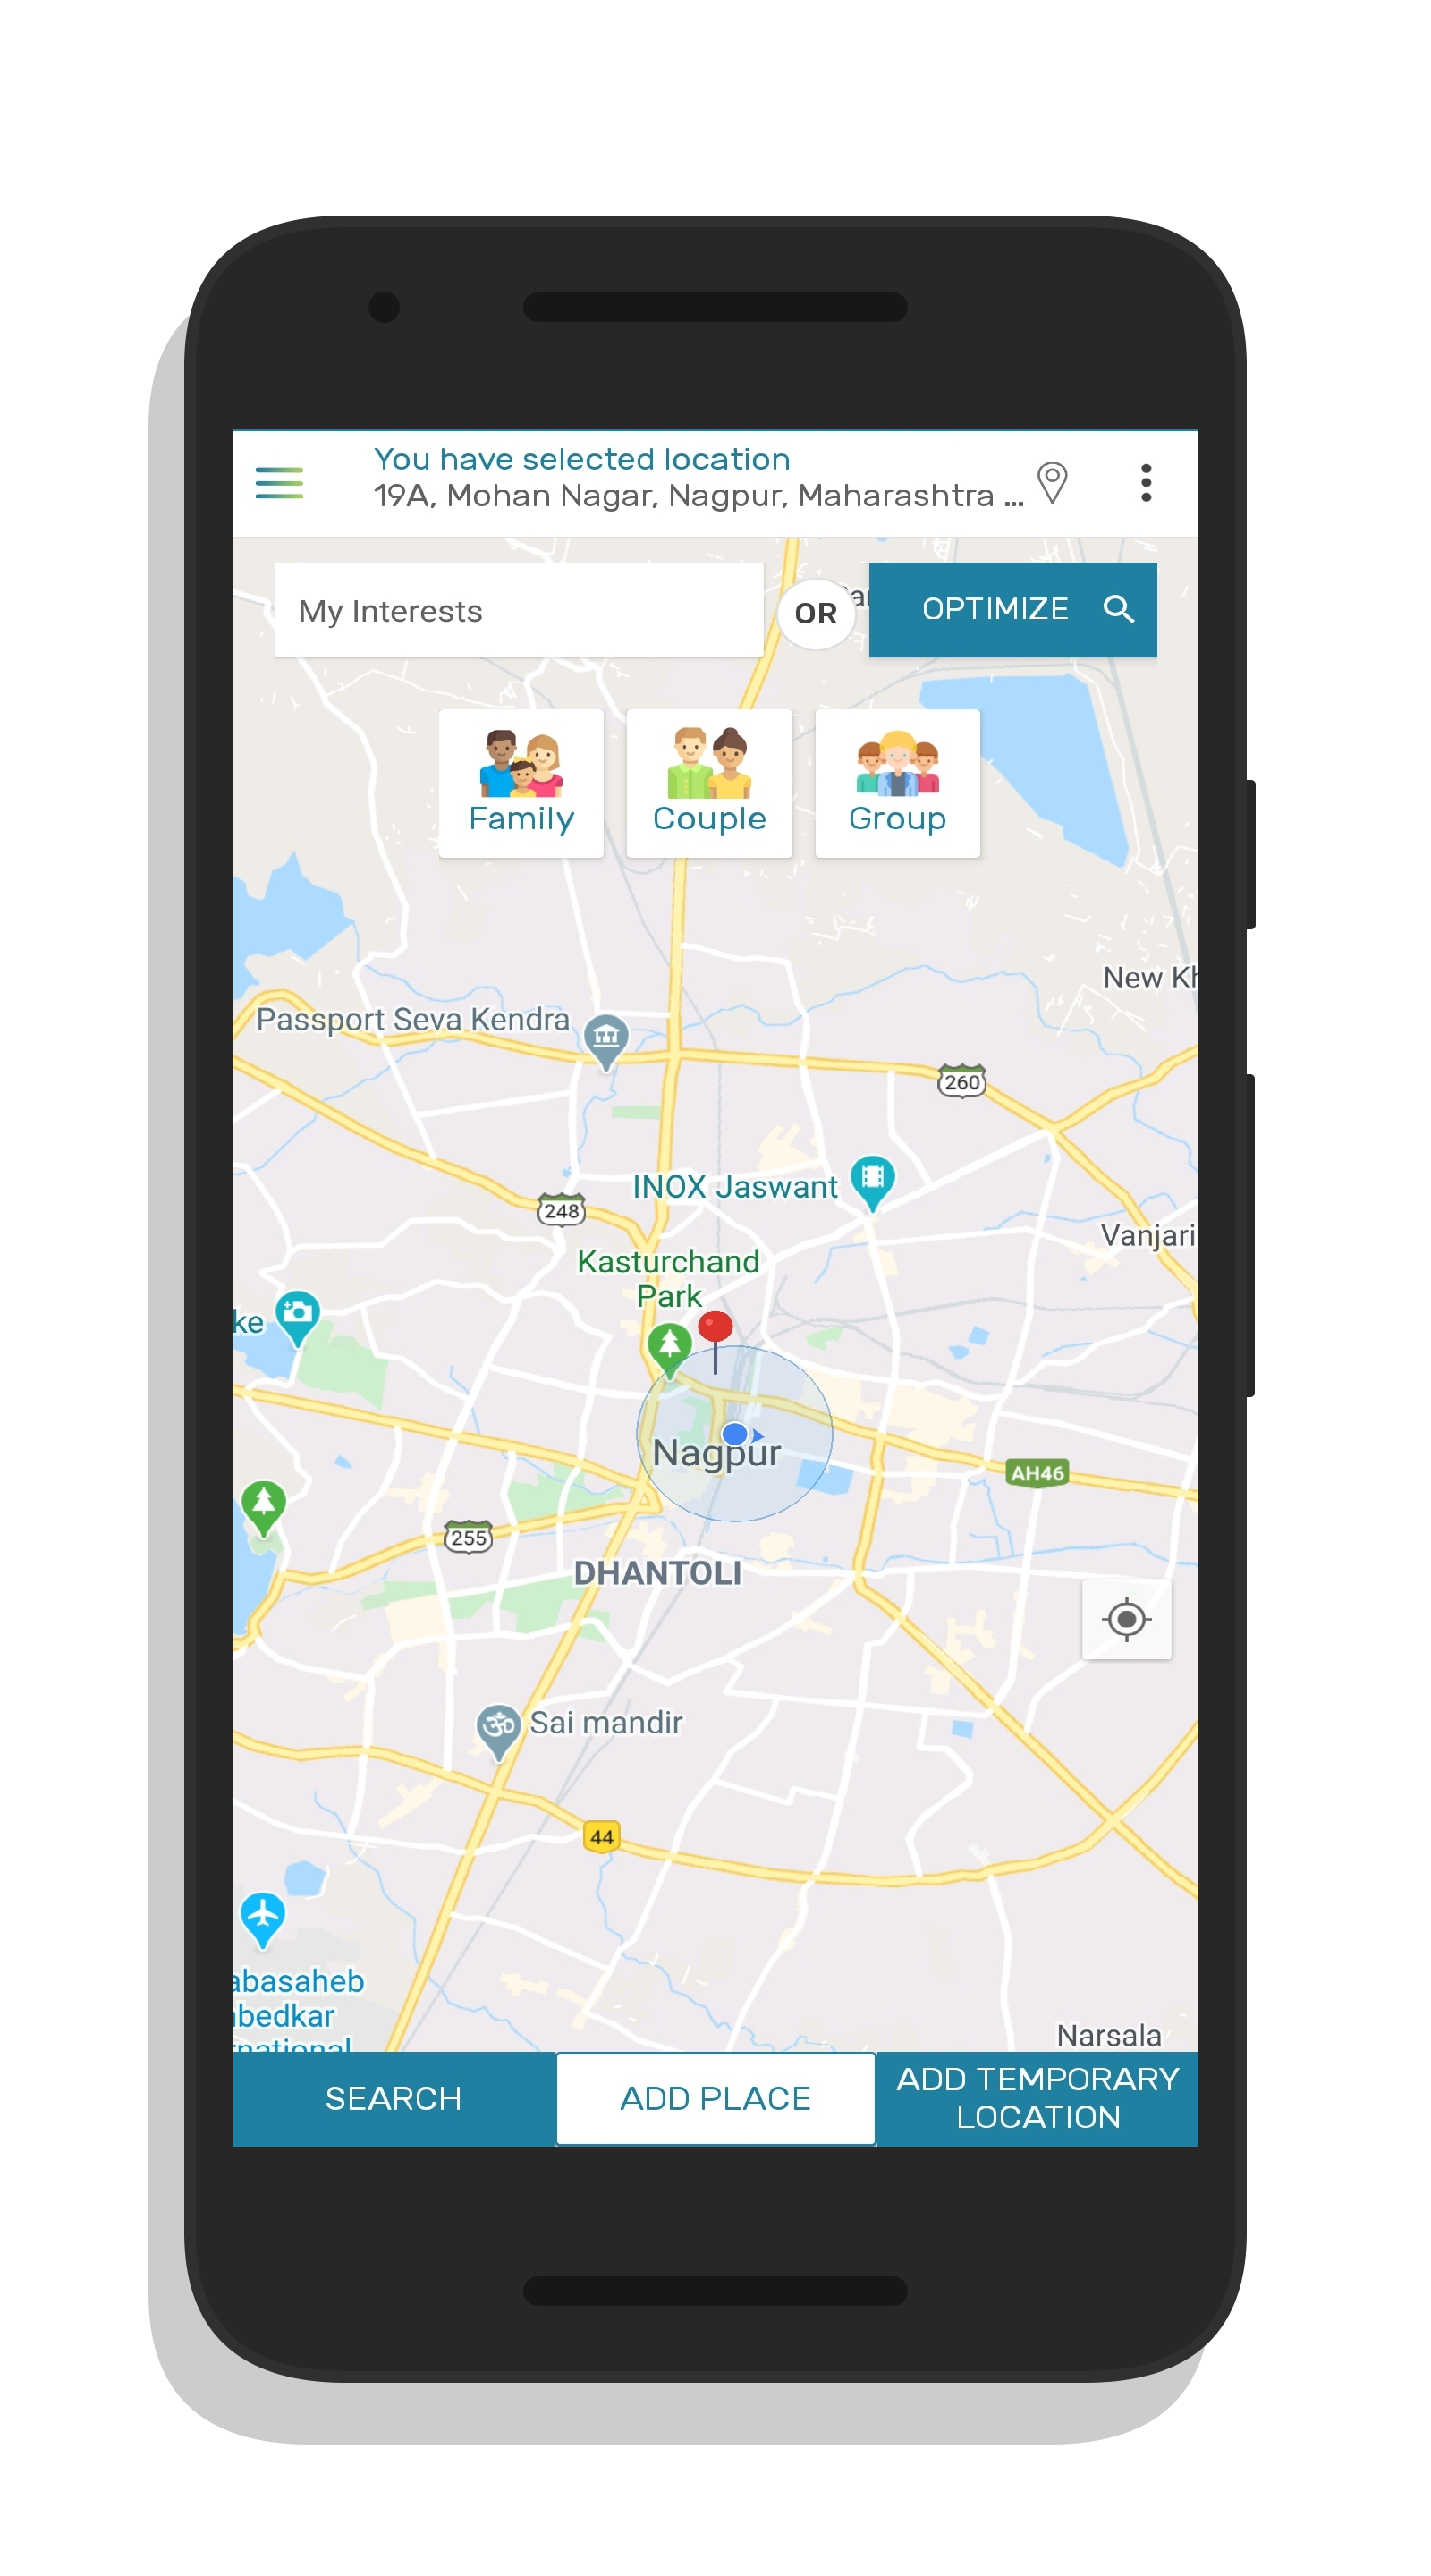 You have selected location
19A, Mohan Nagar, Nagpur, Maharashtra ...
My Interests
OR
OPTIMIZE
Family
Couple
Group
New Kh
Passport Seva Kendra
260
INOX Jaswant
248
Vanjari
Kasturchand
Park
ke
Nagpur
AH46
255
DHANTOLI
Sai mandir
44
abasaheb
bedkar
rnational
Narsala
SEARCH
ADD PLACE
ADD TEMPORARY
LOCATION